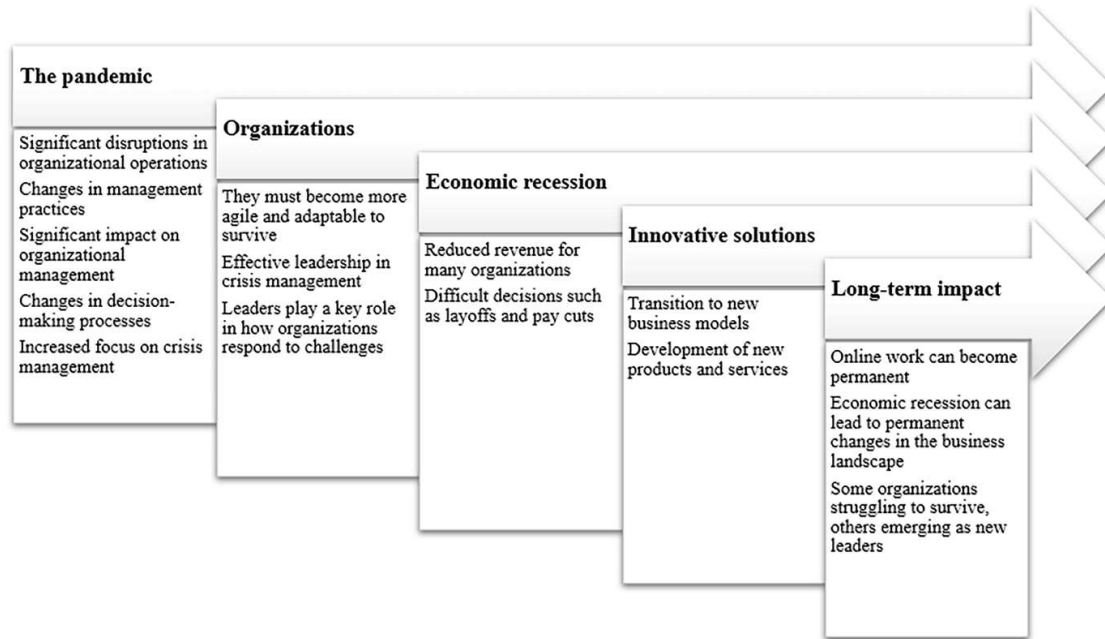 The pandemic
Significant disruptions in
organizational operations
Changes in management
practices
Significant impact on
organizational
management
Changes in decision-
making processes
Increased focus on crisis
management
Organizations
They must become more
agile and adaptable to
survive
Effective leadership in
crisis management
Leaders play a key role
in how organizations
respond to challenges
Economic recession
Reduced revenue for
many organizations
Difficult decisions such
as layoffs and pay cuts
Innovative solutions
Transition to new
business models
Development of new
products and services
Long-term impact
Online work can become
permanent
Economic recession can
lead to permanent
changes in the business
landscape
Some organizations
struggling to survive,
others emerging as new
leaders